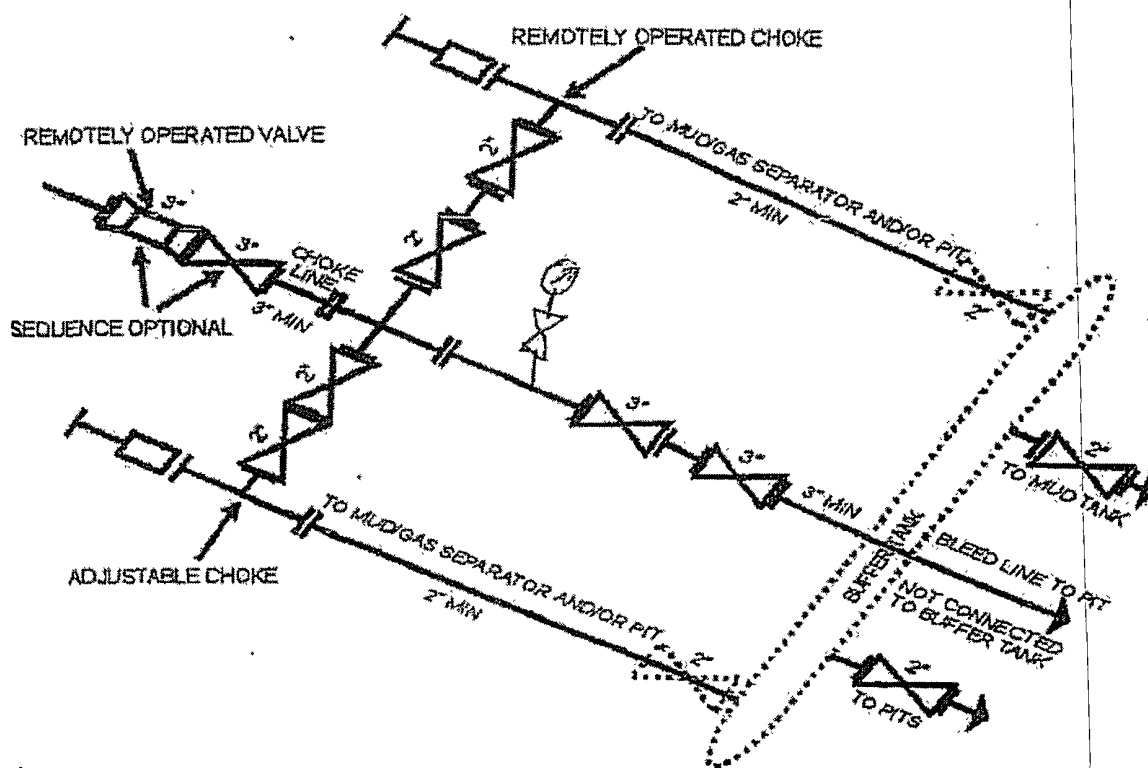 REMOTELY OPERATED CHOKE
REMOTELY OPERATED VALVE
TO MUD/GAS SEPARATOR AND/OR PIT
2" MIN
2"
3"
3"
2"
2"
CHOKE
LINE
3" MIN
SEQUENCE OPTIONAL
2"
2"
3"
3"
3" MIN
2"
TO MUD TANK
BUFFER TANK
BLEED LINE TO PIT
NOT CONNECTED
TO BUFFER TANK
ADJUSTABLE CHOKE
TO MUD/GAS SEPARATOR AND/OR PIT
2" MIN
2"
2"
TO PITS